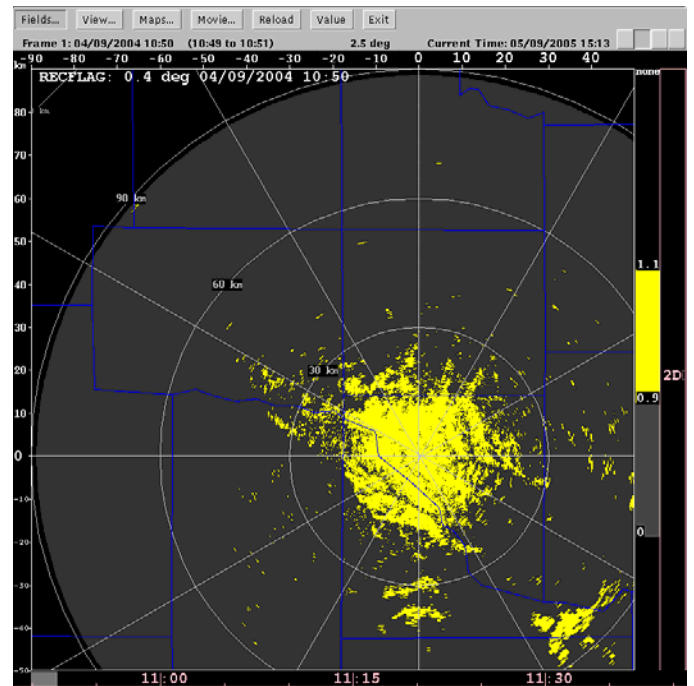 Fields... View... Maps... Movie... Reload Value Exit
Frame 1: 04/09/2004 10:50 (10:49 to 10:51) 2.5 deg Current Time: 05/09/2005 15:13
km -90 -80 -70 -60 -50 -40 -30 -20 -10 0 10 20 30 40 none
RECFLAG: 0.4 deg 04/09/2004 10:50
80
70
90 km
60
50
60 km
40
1.1
30
30 km
20
2D
10
0.9
0
-10
0
-20
-30
-40
-50
11:00 11:15 11:30